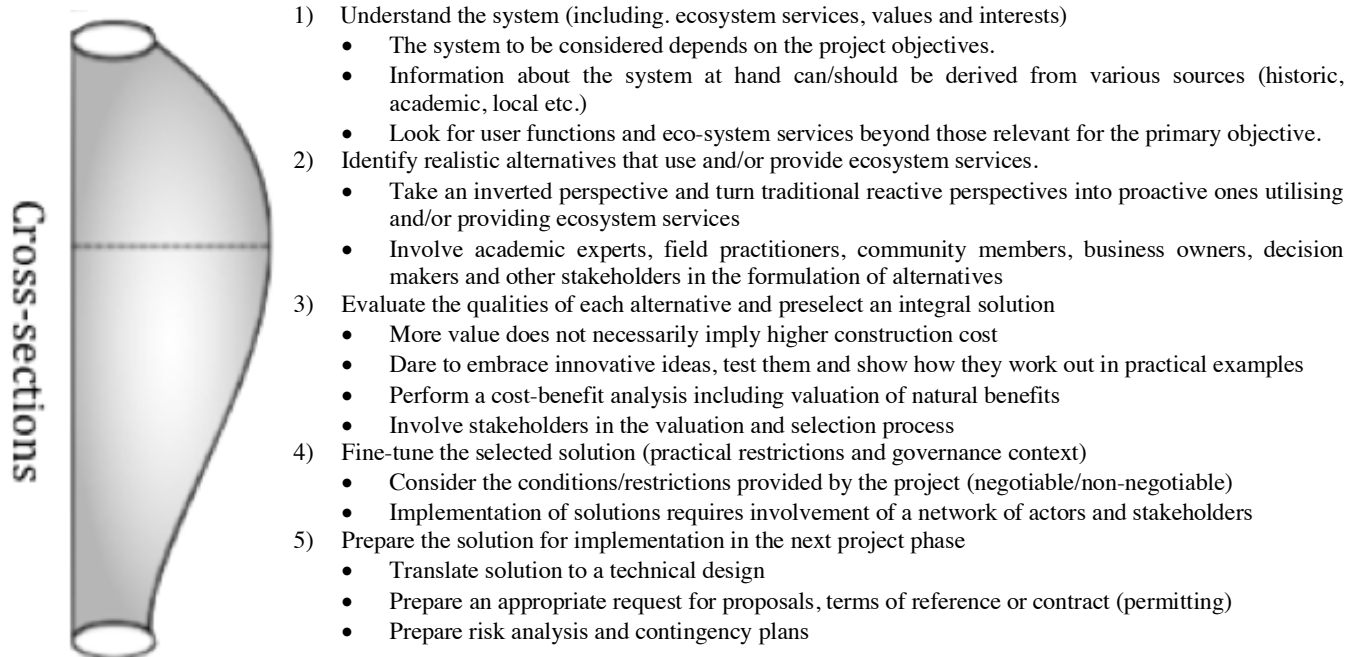 Cross-sections
1) Understand the system (including. ecosystem services, values and interests)
• The system to be considered depends on the project objectives.
• Information about the system at hand can/should be derived from various sources (historic,
academic, local etc.)
• Look for user functions and eco-system services beyond those relevant for the primary objective.
2) Identify realistic alternatives that use and/or provide ecosystem services.
• Take an inverted perspective and turn traditional reactive perspectives into proactive ones utilising
and/or providing ecosystem services
• Involve academic experts, field practitioners, community members, business owners, decision
makers and other stakeholders in the formulation of alternatives
3) Evaluate the qualities of each alternative and preselect an integral solution
• More value does not necessarily imply higher construction cost
• Dare to embrace innovative ideas, test them and show how they work out in practical examples
• Perform a cost-benefit analysis including valuation of natural benefits
• Involve stakeholders in the valuation and selection process
4) Fine-tune the selected solution (practical restrictions and governance context)
• Consider the conditions/restrictions provided by the project (negotiable/non-negotiable)
• Implementation of solutions requires involvement of a network of actors and stakeholders
5) Prepare the solution for implementation in the next project phase
• Translate solution to a technical design
• Prepare an appropriate request for proposals, terms of reference or contract (permitting)
• Prepare risk analysis and contingency plans